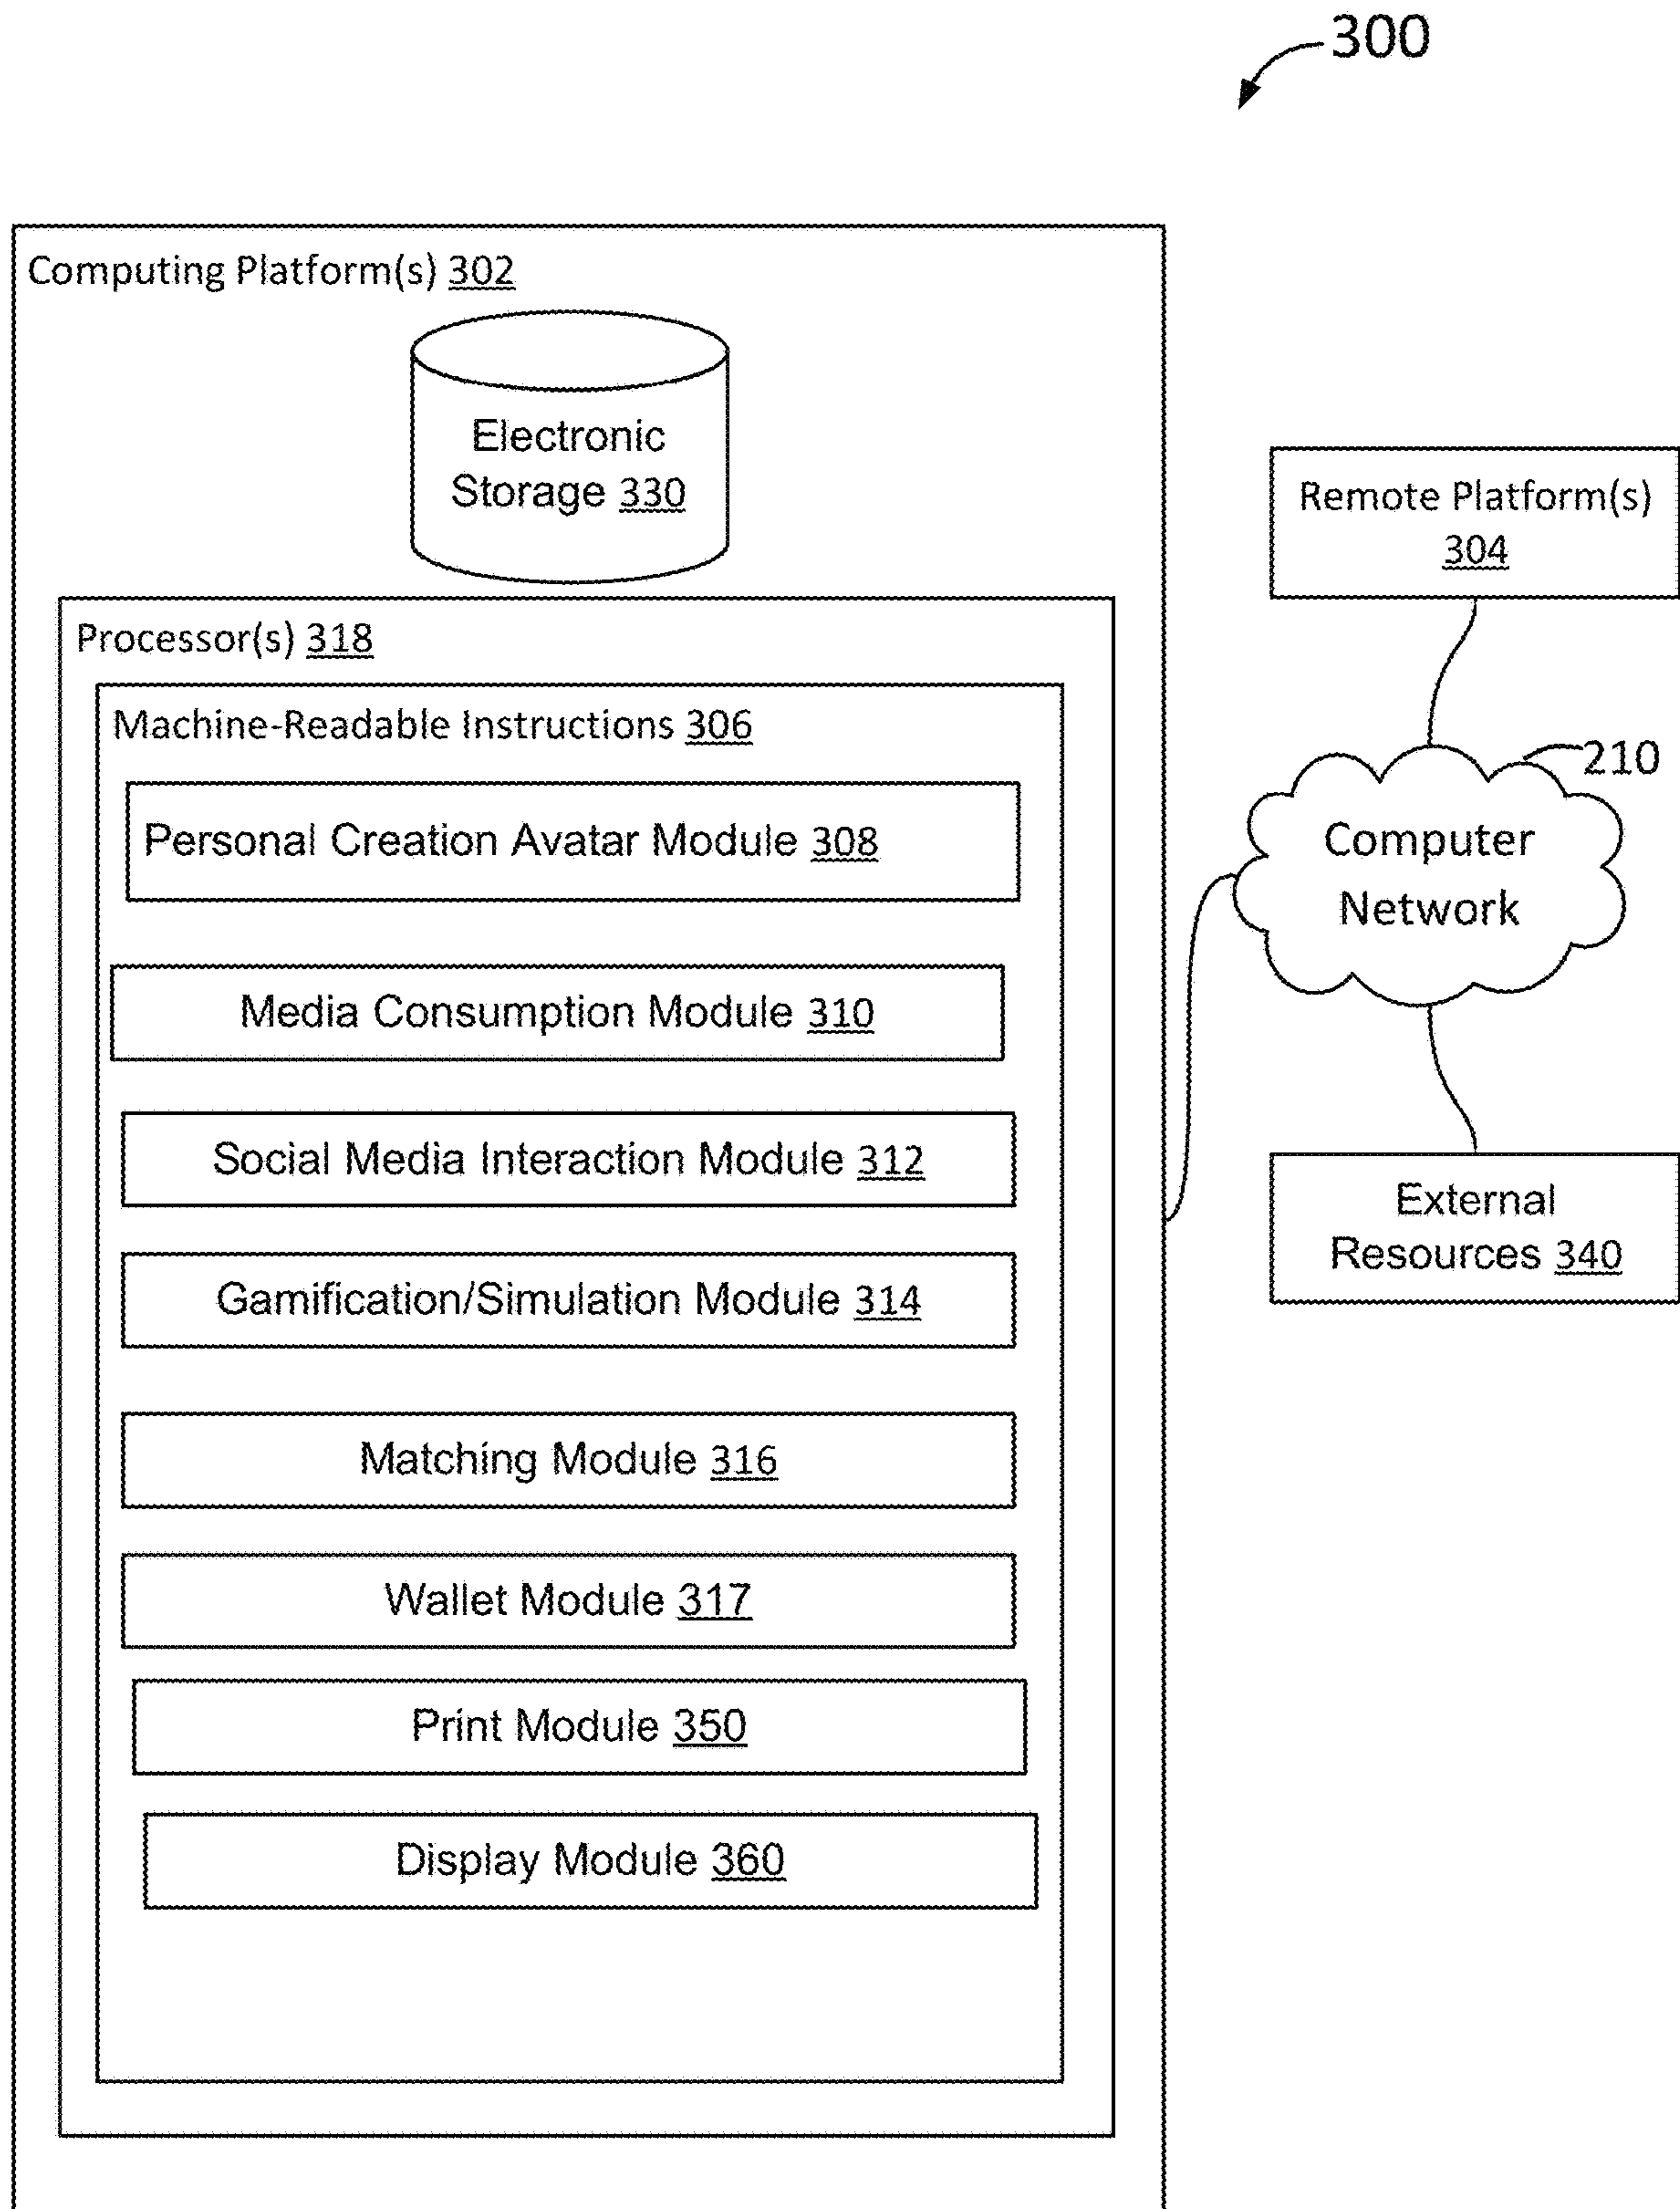 300
Computing Platform(s) 302
Electronic
Storage 330
Processor(s) 318
Machine-Readable Instructions 306
Personal Creation Avatar Module 308
Media Consumption Module 310
Social Media Interaction Module 312
Gamification/Simulation Module 314
Matching Module 316
Wallet Module 317
Print Module 350
Display Module 360
Remote Platform(s)
304
210
Computer
Network
External
Resources 340